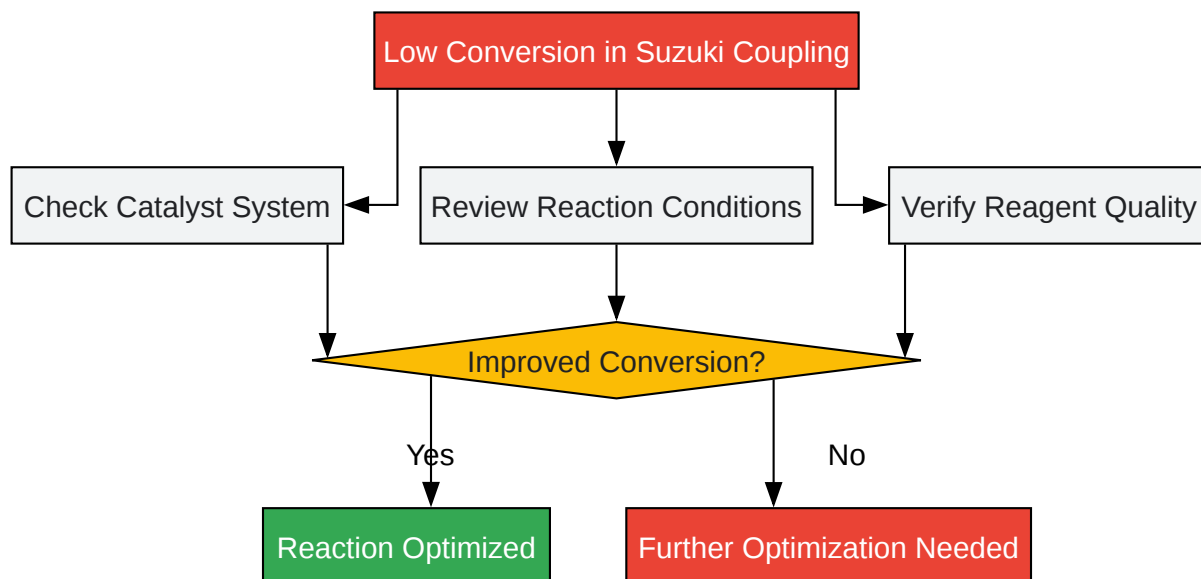 Low Conversion in Suzuki Coupling
Check Catalyst System
Review Reaction Conditions
Verify Reagent Quality
Improved Conversion?
Yes
No
Reaction Optimized
Further Optimization Needed